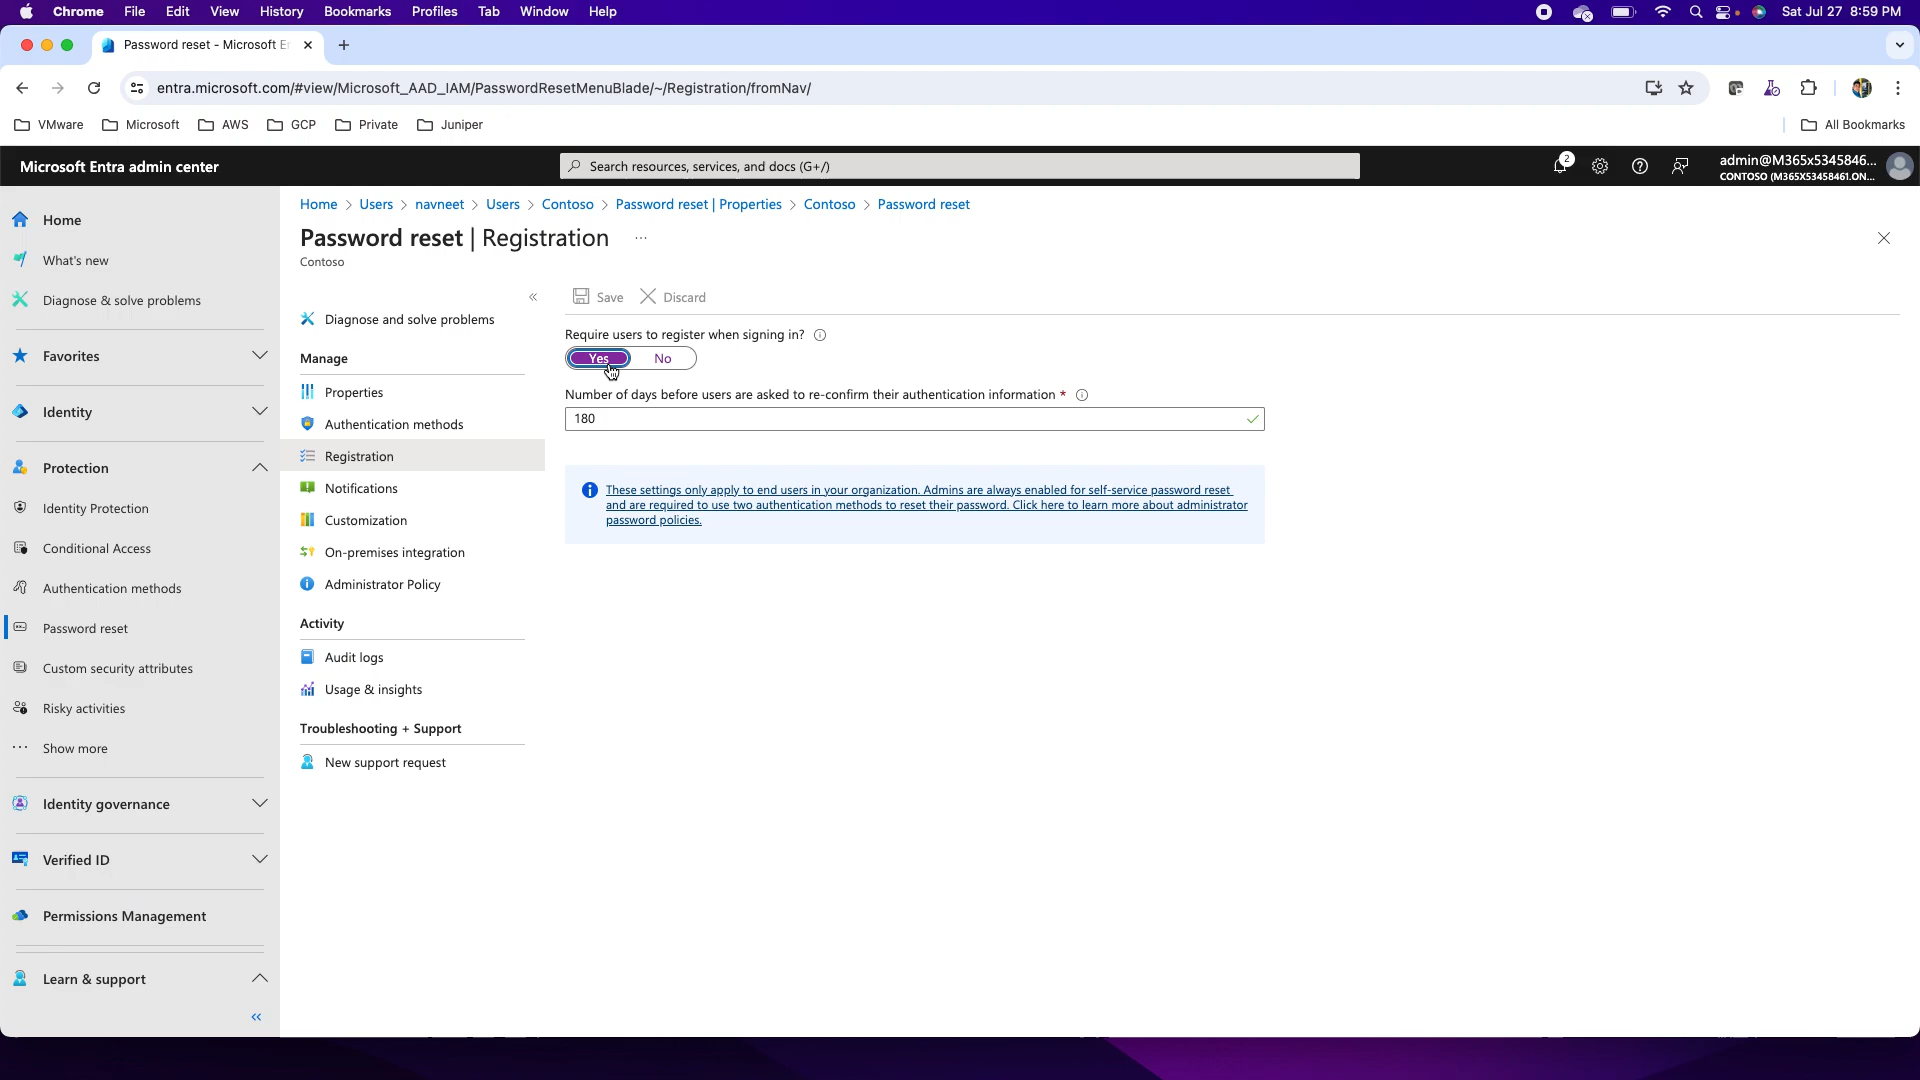 Chrome File Edit View History Bookmarks Profiles Tab Window Help Sat Jul 27 8:59 PM
Password reset - Microsoft E
entra.microsoft.com/#view/Microsoft_AAD_IAM/PasswordResetMenuBlade/~/Registration/fromNav/
VMware Microsoft AWS GCP Private Juniper All Bookmarks
Microsoft Entra admin center
Search resources, services, and docs (G+/)
2
admin@M365x5345846...
CONTOSO (M365X53458461.ON...
Home
What's new
Diagnose & solve problems
Favorites
Identity
Protection
Identity Protection
Conditional Access
Authentication methods
Password reset
Custom security attributes
Risky activities
Show more
Identity governance
Verified ID
Permissions Management
Learn & support
Home > Users > navneet > Users > Contoso > Password reset | Properties > Contoso > Password reset
Password reset | Registration ...
Contoso
Diagnose and solve problems
Manage
Properties
Authentication methods
Registration
Notifications
Customization
On-premises integration
Administrator Policy
Activity
Audit logs
Usage & insights
Troubleshooting + Support
New support request
Save Discard
Require users to register when signing in?
Yes No
Number of days before users are asked to re-confirm their authentication information *
180
These settings only apply to end users in your organization. Admins are always enabled for self-service password reset
and are required to use two authentication methods to reset their password. Click here to learn more about administrator
password policies.